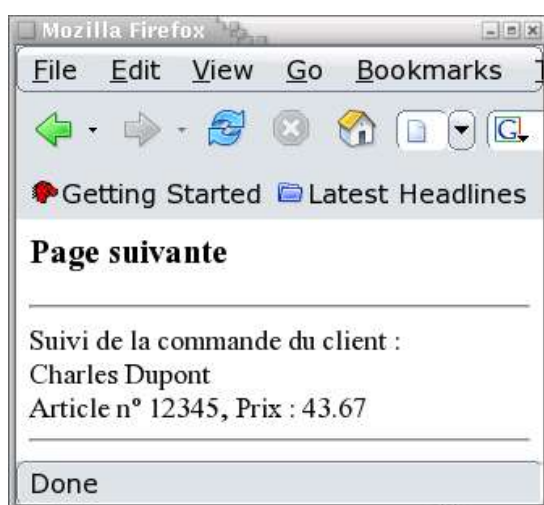 Mozilla Firefox
File Edit View Go Bookmarks
Getting Started Latest Headlines
Page suivante
Suivi de la commande du client :
Charles Dupont
Article n° 12345, Prix : 43.67
Done